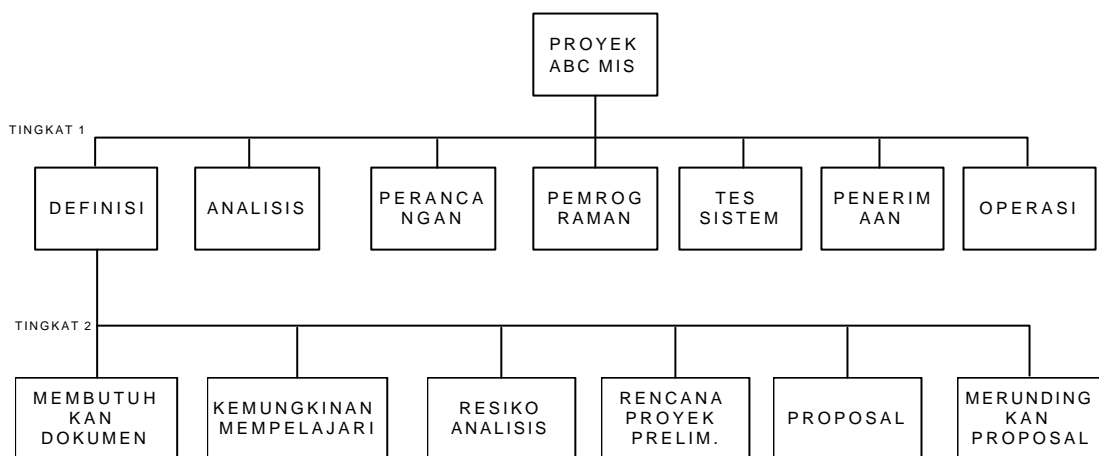 PROYEK
ABC MIS
TINGKAT 1
DEFINISI
ANALISIS
PERANCA
NGAN
PEMROG
RAMAN
TES
SISTEM
PENERIM
AAN
OPERASI
TINGKAT 2
MEMBUTUH
KAN
DOKUMEN
KEMUNGKINAN
MEMPELAJARI
RESIKO
ANALISIS
RENCANA
PROYEK
PRELIM.
PROPOSAL
MERUNDING
KAN
PROPOSAL